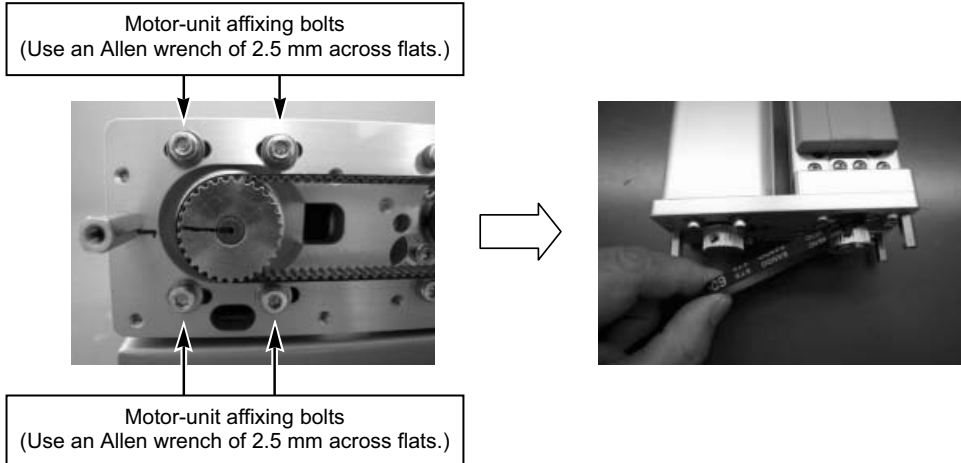 Motor-unit affixing bolts
(Use an Allen wrench of 2.5 mm across flats.)
BANDO
Motor-unit affixing bolts
(Use an Allen wrench of 2.5 mm across flats.)